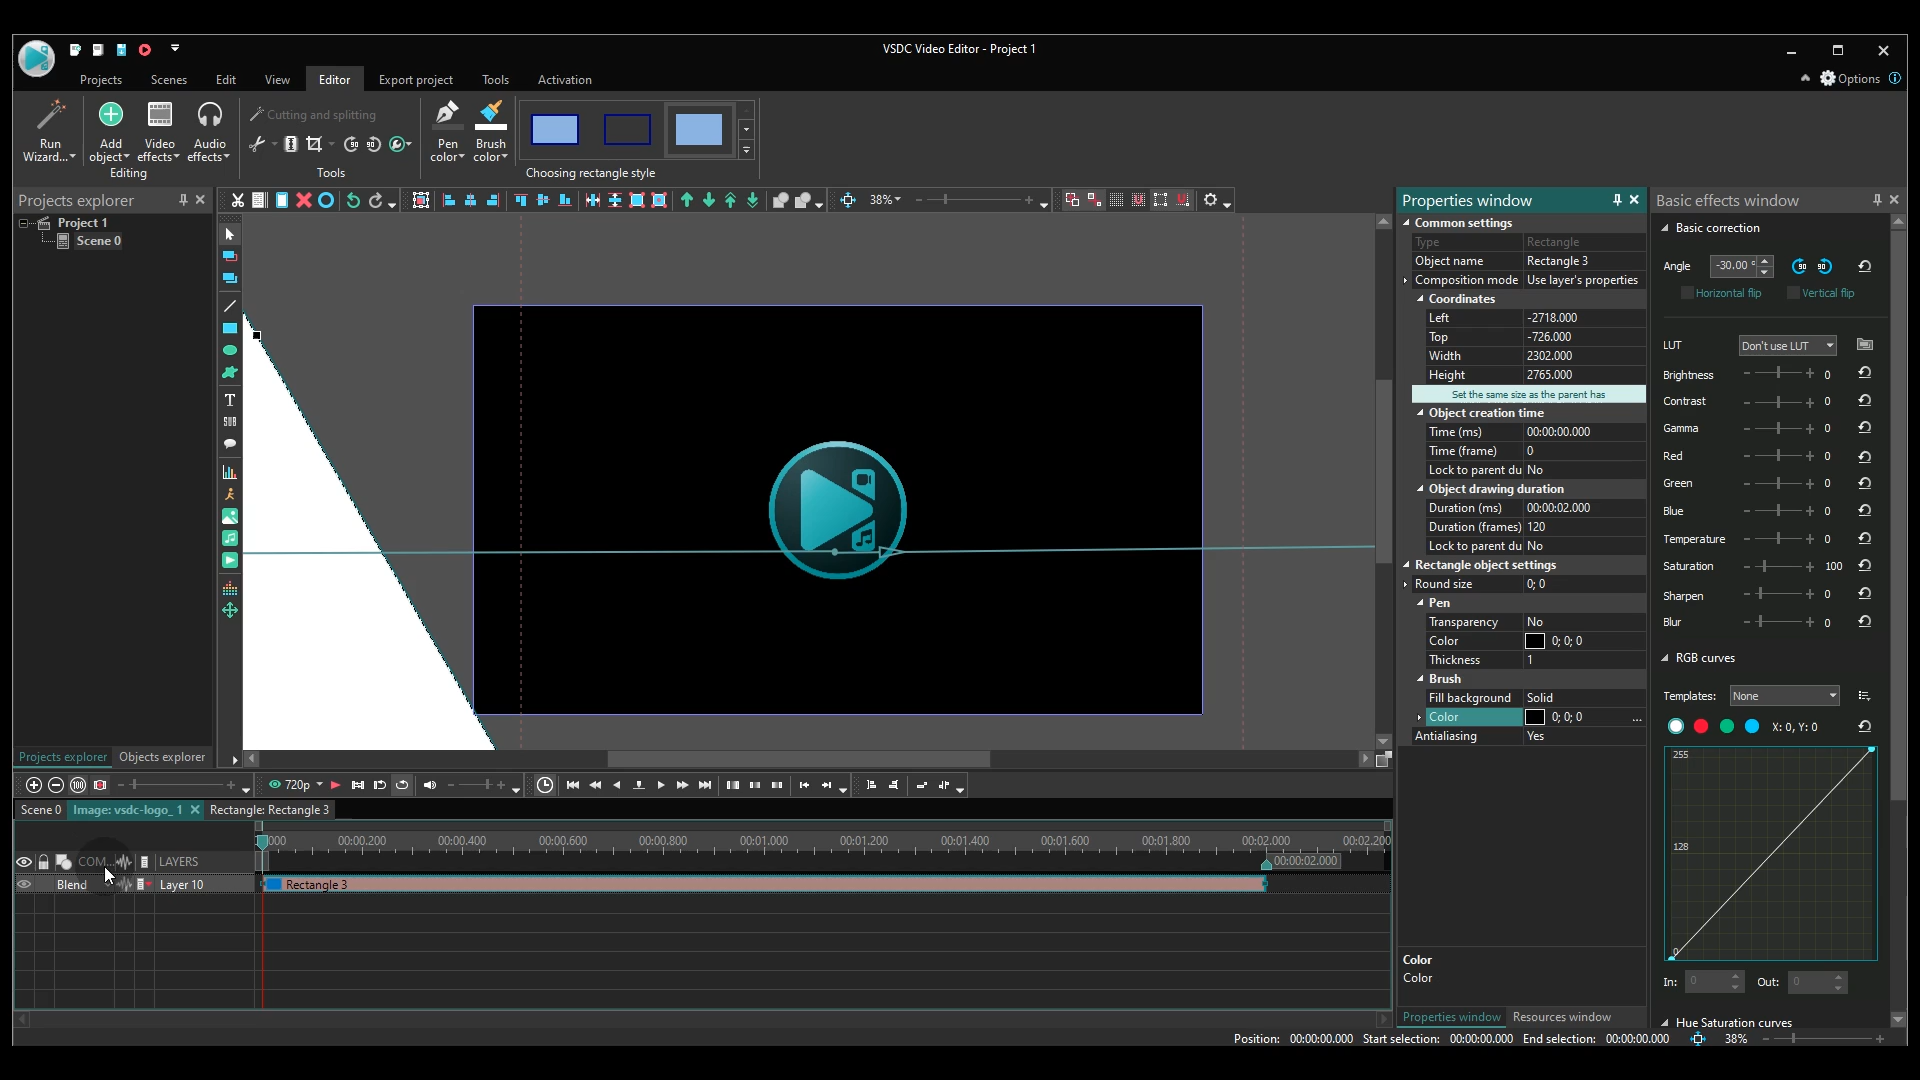 VSDC Video Editor - Project 1
Projects
Scenes
Edit
View
Editor
Export project
Tools
Activation
Options
Run Wizard...
Add object
Video effects
Audio effects
Editing
Cutting and splitting
Tools
Pen color
Brush color
Choosing rectangle style
Projects explorer
38%
Properties window
Basic effects window
Project 1
Scene 0
T
SUB
Common settings
Type Rectangle
Object name Rectangle 3
Composition mode Use layer's properties
Coordinates
Left -2718.000
Top -726.000
Width 2302.000
Height 2765.000
Set the same size as the parent has
Object creation time
Time (ms) 00:00:00.000
Time (frame) 0
Lock to parent du No
Object drawing duration
Duration (ms) 00:00:02.000
Duration (frames) 120
Lock to parent du No
Rectangle object settings
Round size 0; 0
Pen
Transparency No
Color 0; 0; 0
Thickness 1
Brush
Fill background Solid
Color 0; 0; 0 ...
Antialiasing Yes
Color
Color
Properties window
Resources window
Basic correction
Angle -30.00 °
90
90
Horizontal flip
Vertical flip
LUT Don't use LUT
Brightness 0
Contrast 0
Gamma 0
Red 0
Green 0
Blue 0
Temperature 0
Saturation 100
Sharpen 0
Blur 0
RGB curves
Templates: None
X: 0, Y: 0
255
128
0
In: 0
Out: 0
Hue Saturation curves
Projects explorer
Objects explorer
720p
Scene 0
Image: vsdc-logo_ 1
Rectangle: Rectangle 3
000
00:00.200
00:00.400
00:00.600
00:00.800
00:01.000
00:01.200
00:01.400
00:01.600
00:01.800
00:02.000
00:02.200
COM...
LAYERS
00:00:02.000
Blend
Layer 10
Rectangle 3
Position: 00:00:00.000
Start selection: 00:00:00.000
End selection: 00:00:00.000
38%